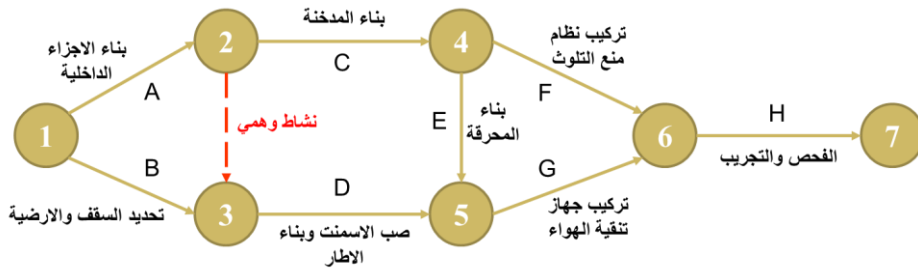 بناء المدخنة
2
4
C
تركيب نظام
منع التلوث
بناء الاجزاء
الداخلية
A
F
نشاط وهمي
E
بناء
المحرقة
1
6
H
7
الفحص والتجريب
B
تحديد السقف والارضية
3
D
5
G
صب الاسمنت وبناء
الاطار
تركيب جهاز
تنقية الهواء